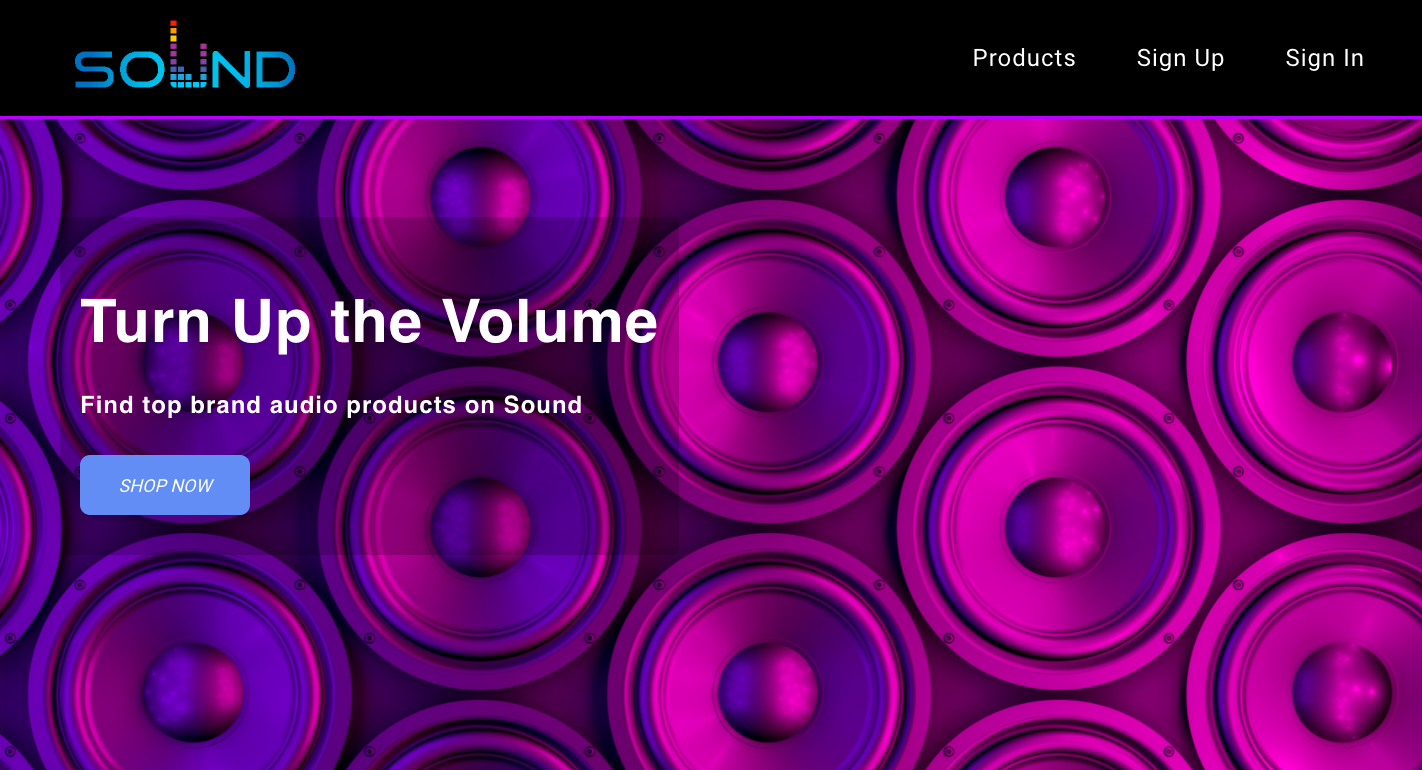 SOUND
Products
Sign Up
Sign In
Turn Up the Volume
Find top brand audio products on Sound
SHOP NOW